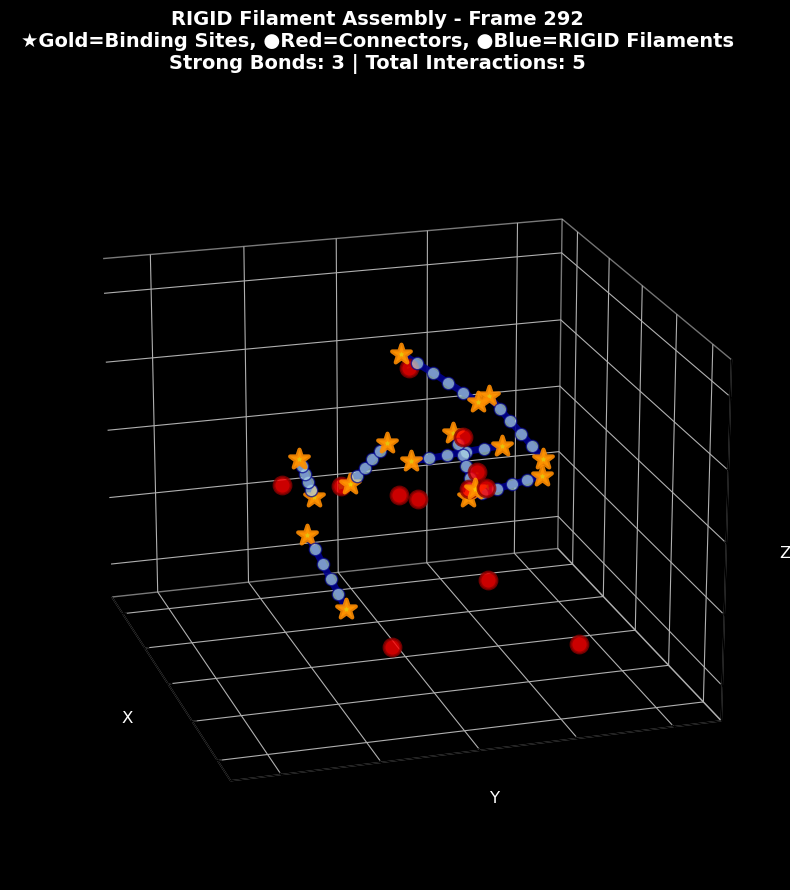 RIGID Filament Assembly - Frame 292
★Gold=Binding Sites, ●Red=Connectors, ●Blue=RIGID Filaments
Strong Bonds: 3 | Total Interactions: 5
Z
X
Y